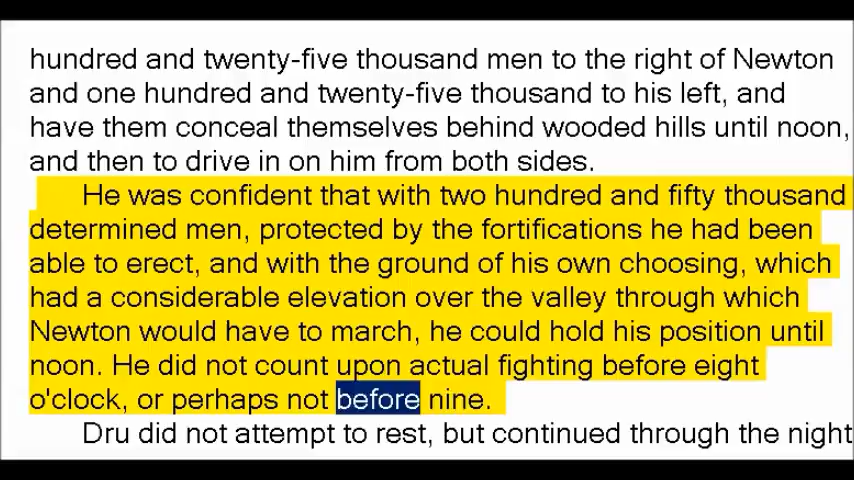 hundred and twenty-five thousand men to the right of Newton
and one hundred and twenty-five thousand to his left, and
have them conceal themselves behind wooded hills until noon,
and then to drive in on him from both sides.
He was confident that with two hundred and fifty thousand
determined men, protected by the fortifications he had been
able to erect, and with the ground of his own choosing, which
had a considerable elevation over the valley through which
Newton would have to march, he could hold his position until
noon. He did not count upon actual fighting before eight
o'clock, or perhaps not before nine.
Dru did not attempt to rest, but continued through the night